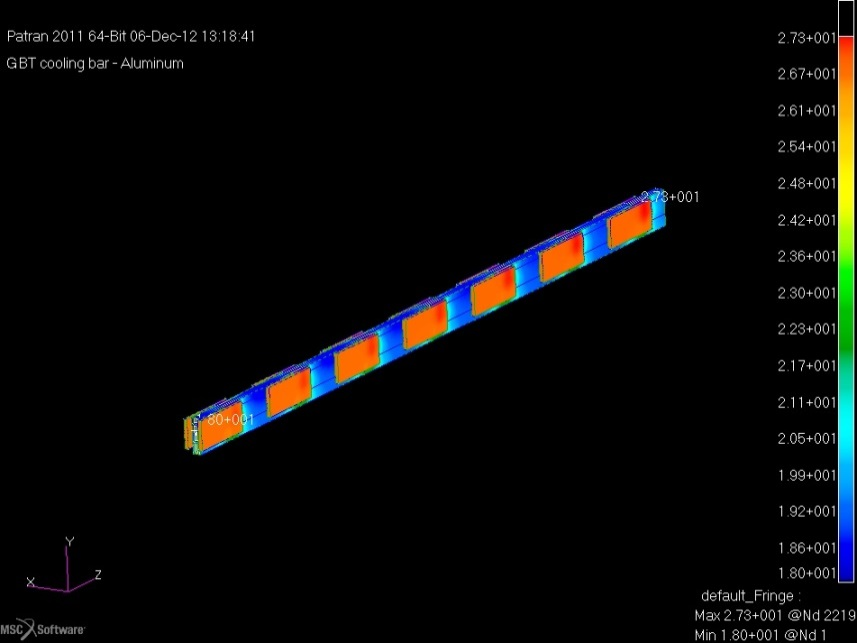 Patran 2011 64-Bit 06-Dec-12 13:18:41
GBT cooling bar - Aluminum
2.73+001
2.67+001
2.61+001
2.54+001
2.48+001
2.42+001
2.36+001
2.30+001
2.23+001
2.17+001
2.11+001
2.05+001
1.99+001
1.92+001
1.86+001
1.80+001
2.73+001
.80+001
Y
X
Z
default_Fringe :
Max 2.73+001 @Nd 2219
Min 1.80+001 @Nd 1
MSC Software